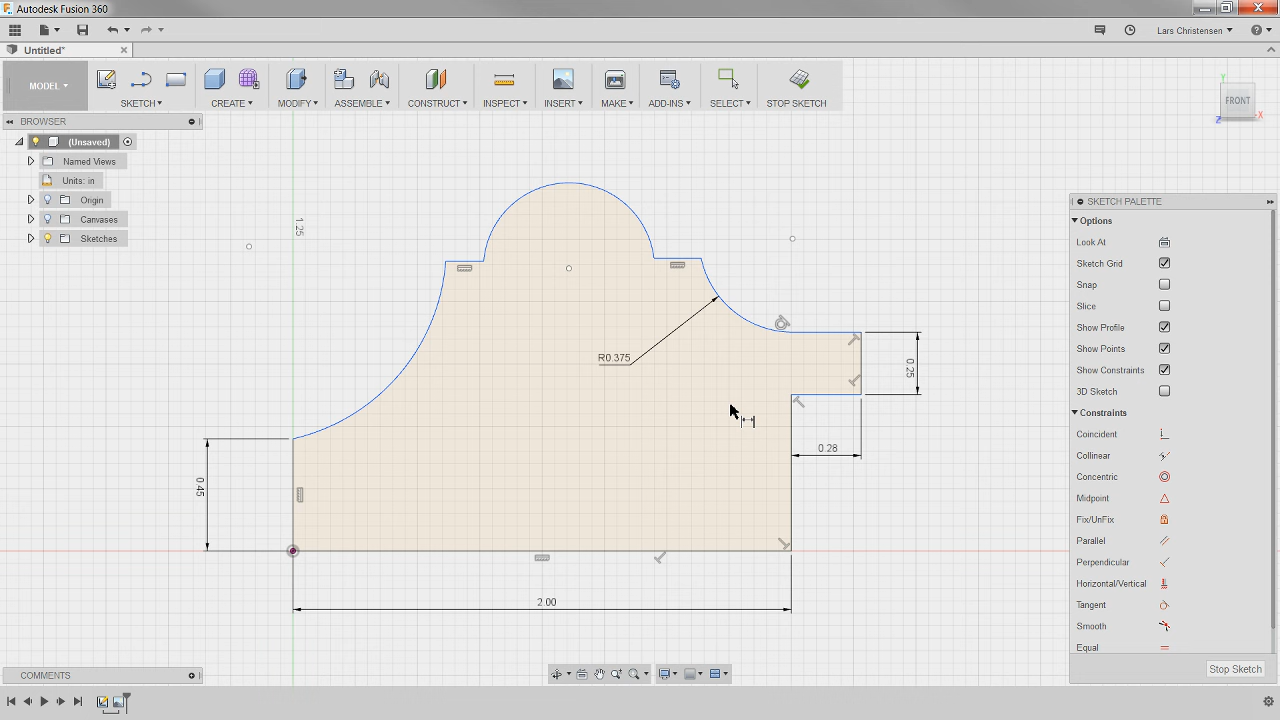 Autodesk Fusion 360
Lars Christensen
Untitled*
MODEL
SKETCH
CREATE
MODIFY
ASSEMBLE
CONSTRUCT
INSPECT
INSERT
MAKE
ADD-INS
SELECT
STOP SKETCH
BROWSER
(Unsaved)
Named Views
Units: in
Origin
Canvases
Sketches
Y
FRONT
Z
X
1.25
R0.375
0.25
0.28
0.45
2.00
SKETCH PALETTE
Options
Look At
Sketch Grid
Snap
Slice
Show Profile
Show Points
Show Constraints
3D Sketch
Constraints
Coincident
Collinear
Concentric
Midpoint
Fix/UnFix
Parallel
Perpendicular
Horizontal/Vertical
Tangent
Smooth
Equal
Stop Sketch
COMMENTS